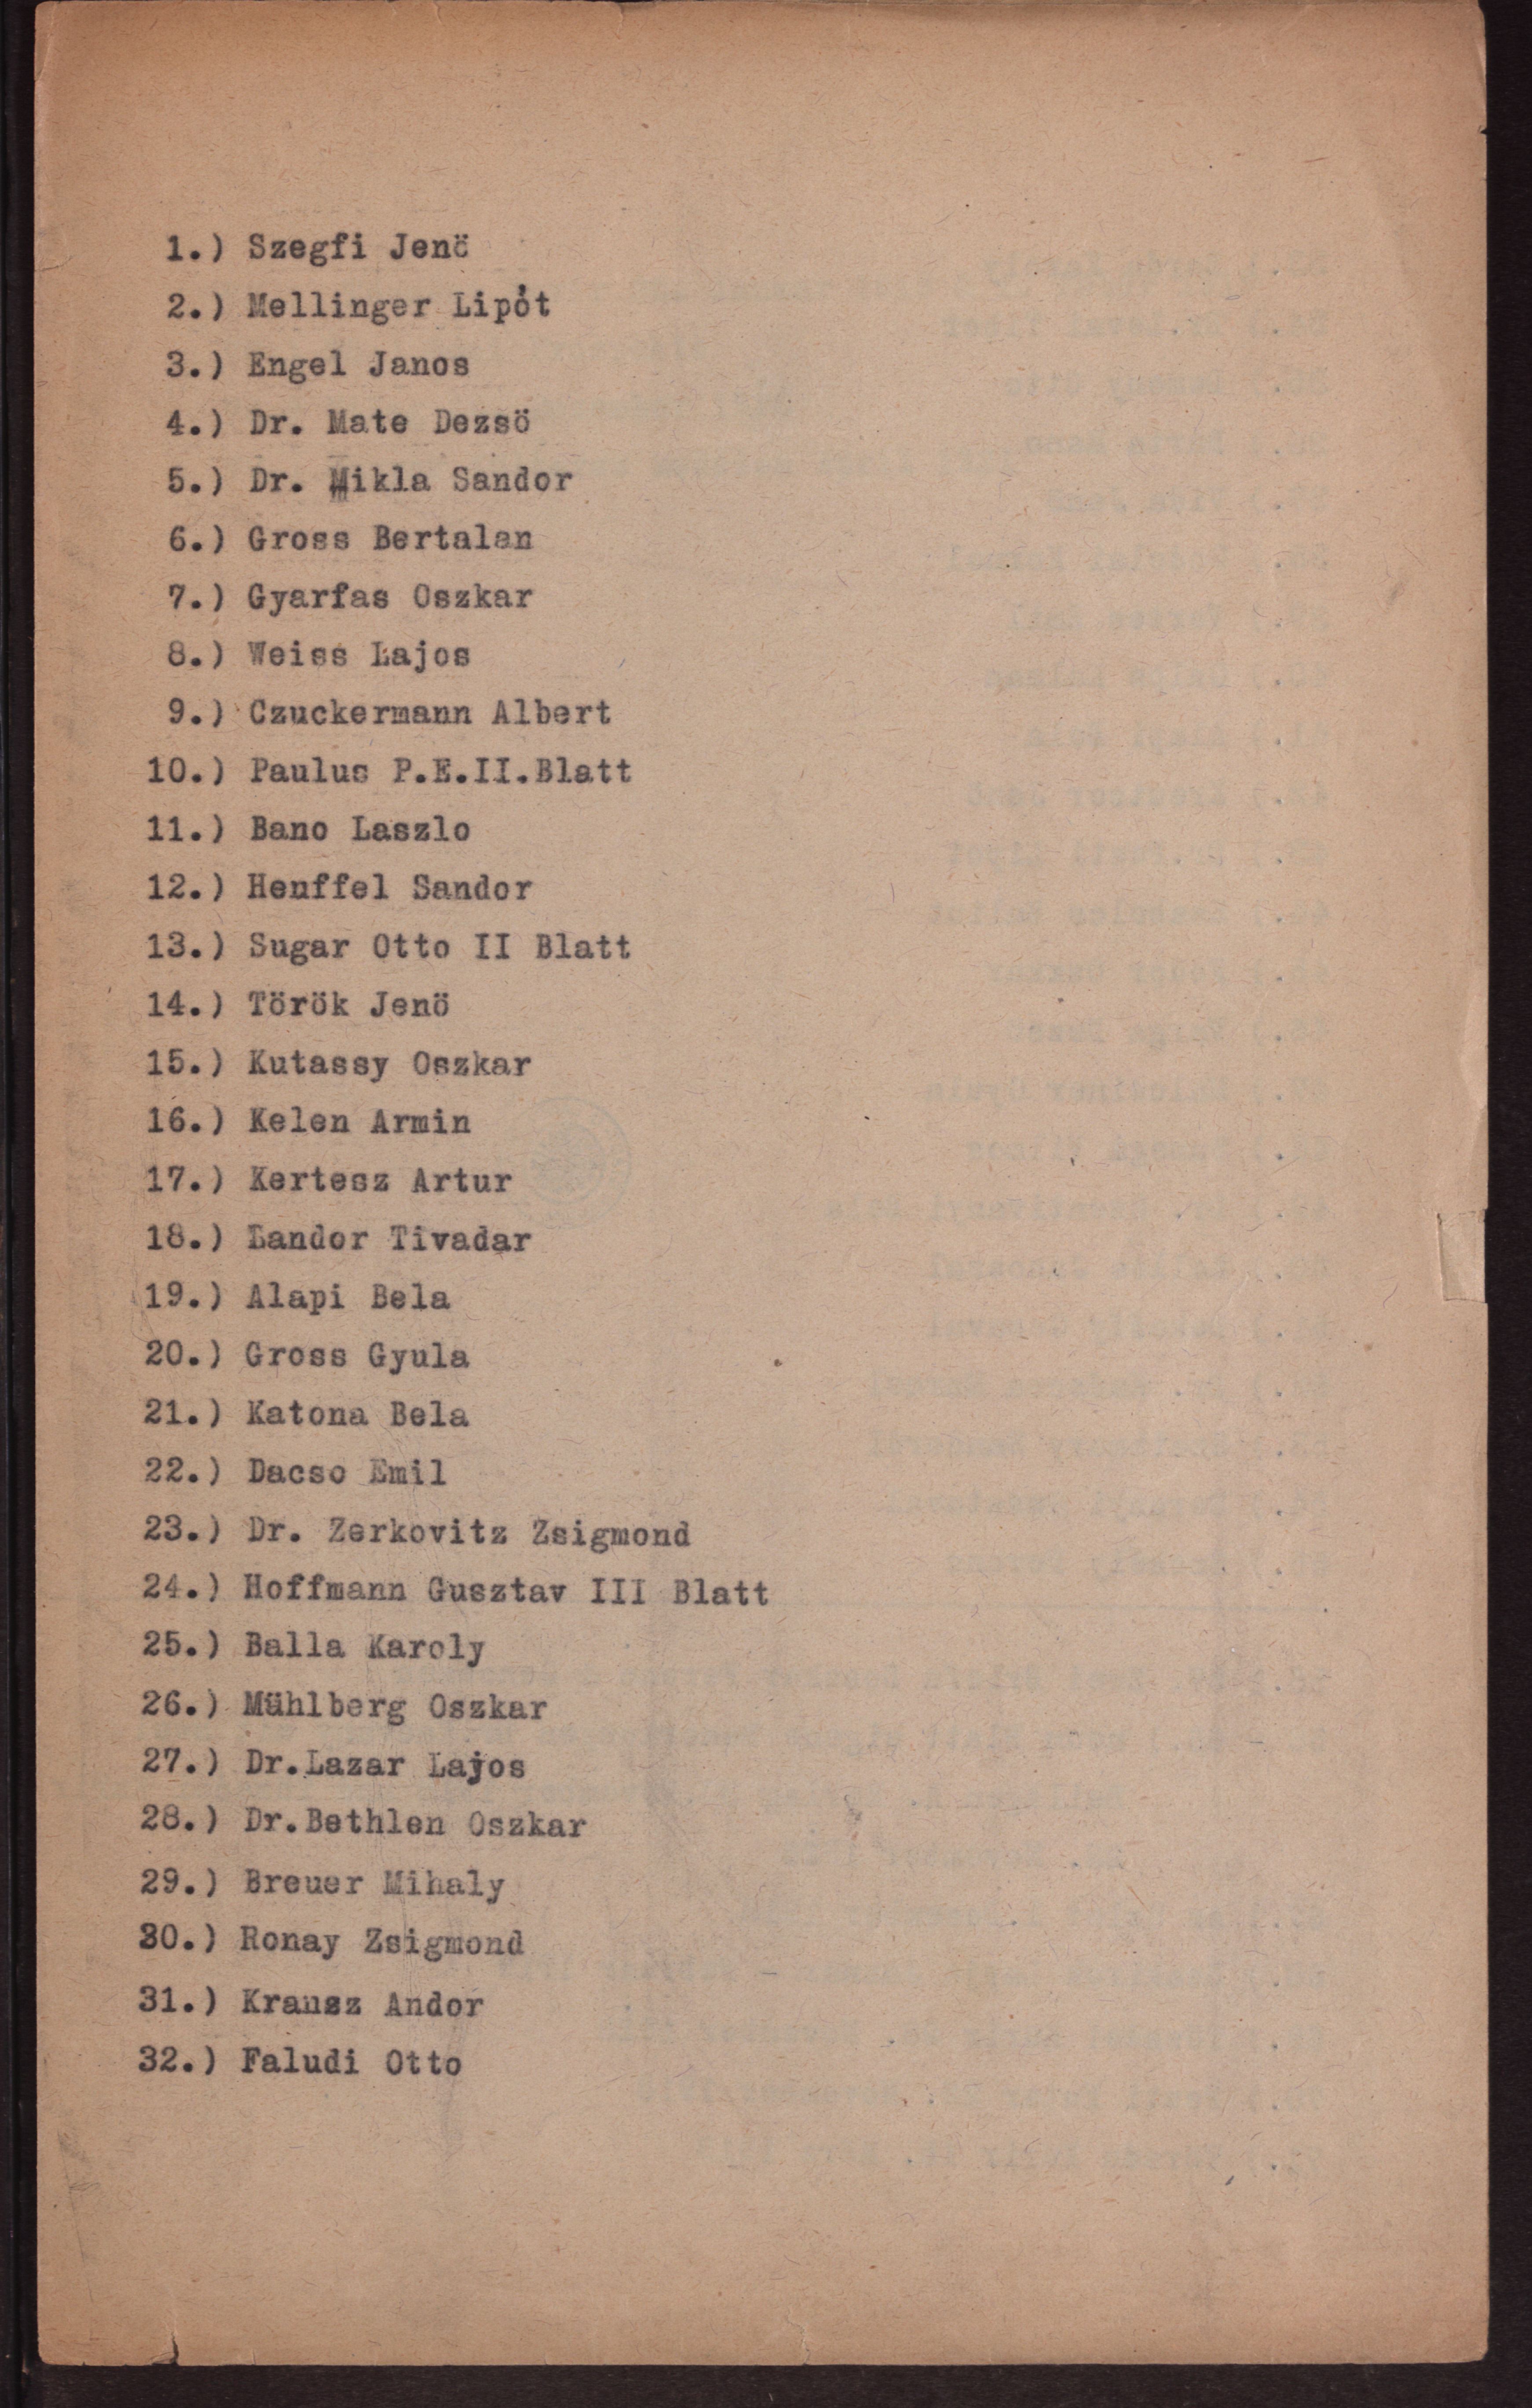 1.) Szegfi Jenö
2.) Mellinger Lipót
3.) Engel Janos
4.) Dr. Mate Dezsö
5.) Dr. Mikla Sandor
6.) Gross Bertalan
7.) Gyarfas Oszkar
8.) Weiss Lajos
9.) Czuckermann Albert
10.) Paulus P.E.II.Blatt
11.) Bano Laszlo
12.) Henffel Sandor
13.) Sugar Otto II Blatt
14.) Török Jenö
15.) Kutassy Oszkar
16.) Kelen Armin
17.) Kertesz Artur
18.) Landor Tivadar
19.) Alapi Bela
20.) Gross Gyula
21.) Katona Bela
22.) Dacso Emil
23.) Dr. Zerkovitz Zsigmond
24.) Hoffmann Gusztav III Blatt
25.) Balla Karoly
26.) Mühlberg Oszkar
27.) Dr.Lazar Lajos
28.) Dr.Bethlen Oszkar
29.) Breuer Mihaly
30.) Ronay Zsigmond
31.) Krausz Andor
32.) Faludi Otto